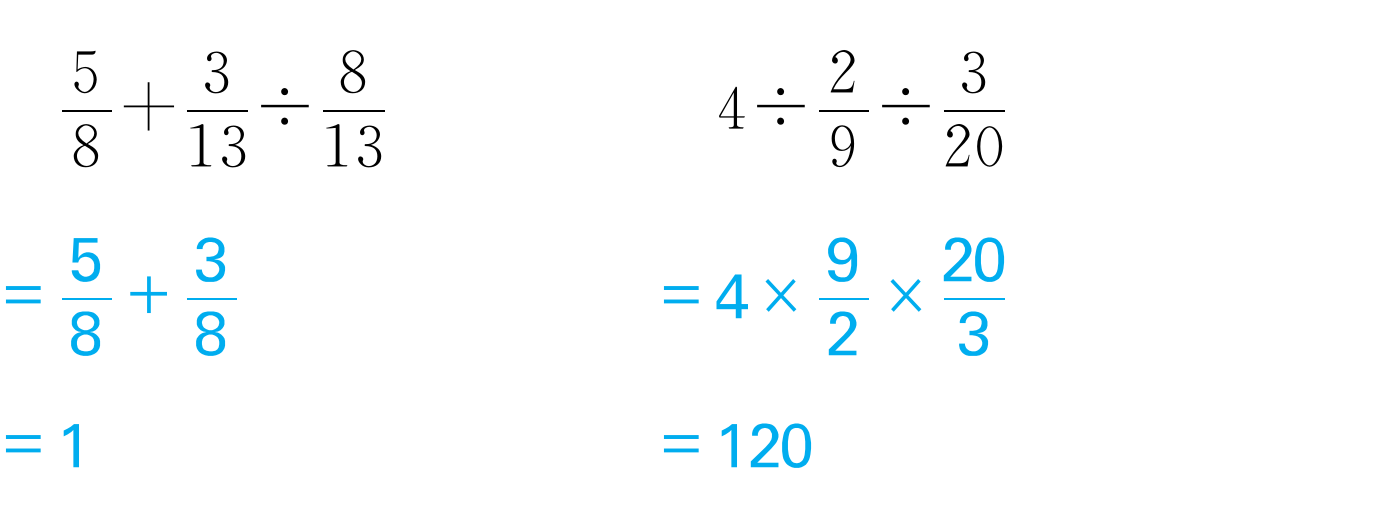 5/8 + 3/13 ÷ 8/13
= 5/8 + 3/8
= 1
4 ÷ 2/9 ÷ 3/20
= 4 × 9/2 × 20/3
= 120